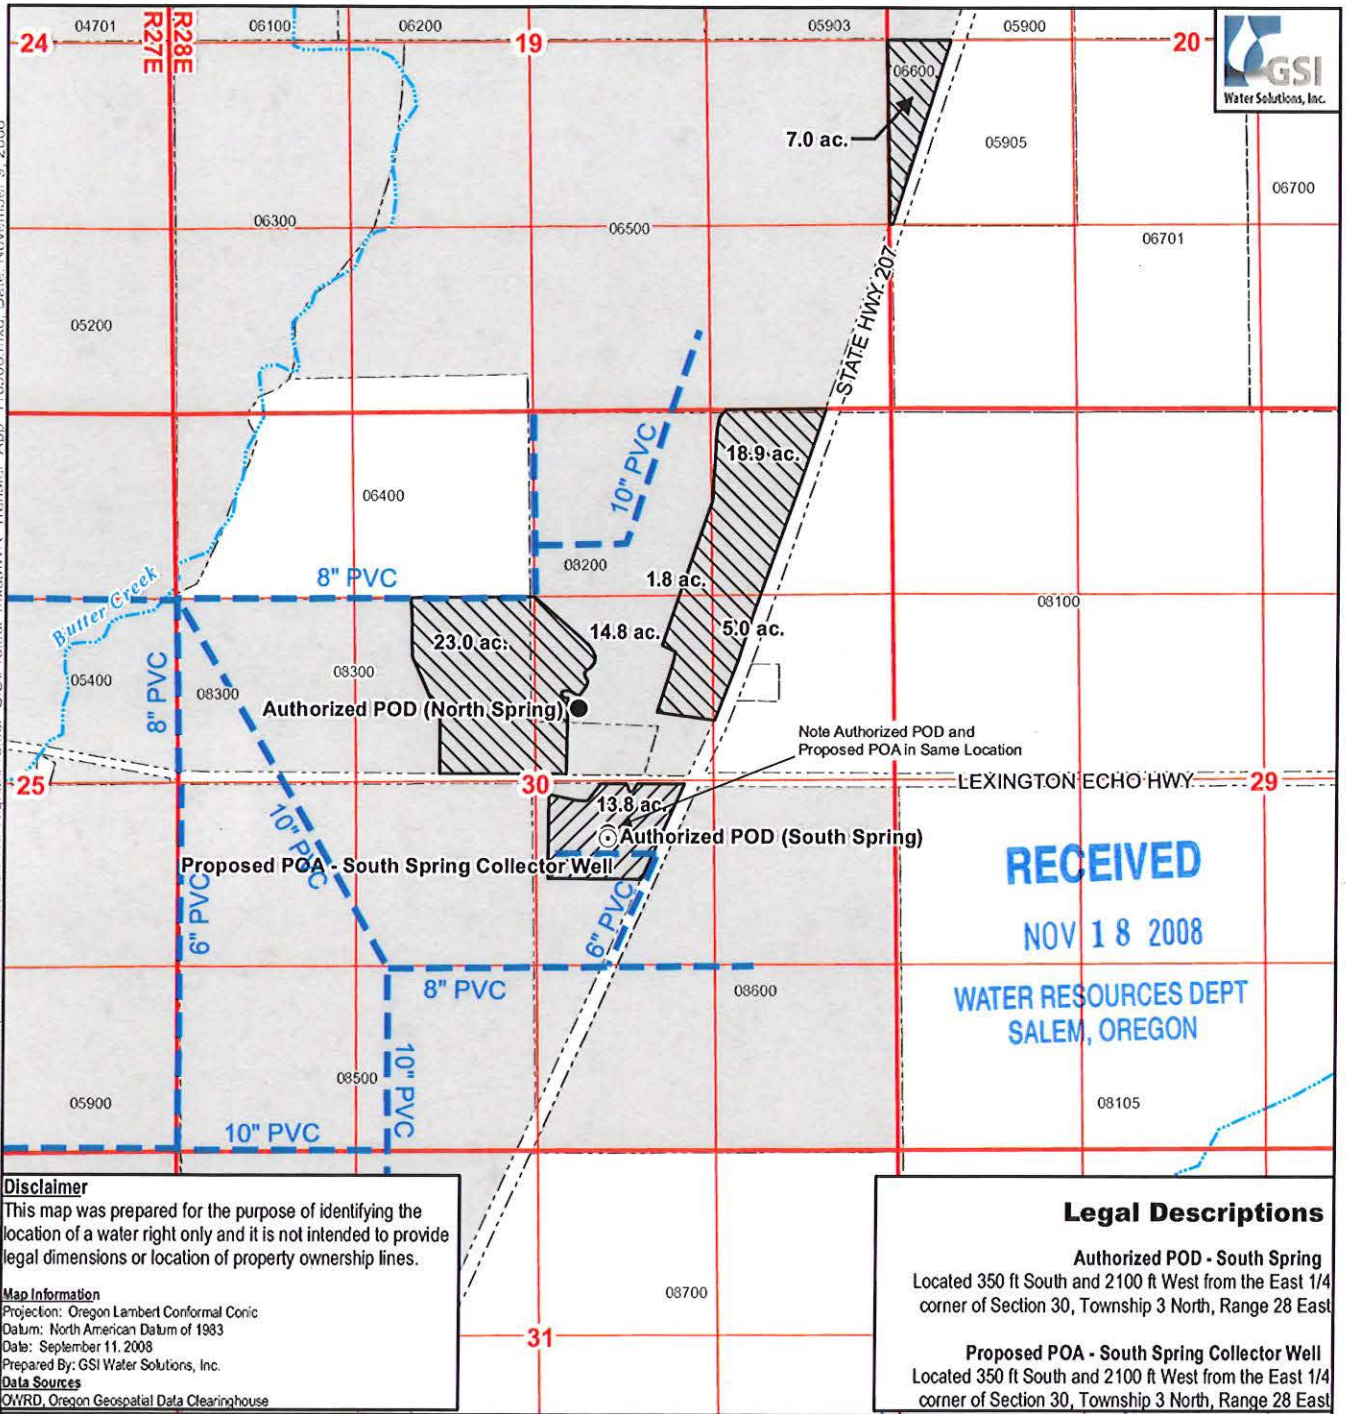 24
R27E
R28E
04701
06100
06200
19
05903
05900
20
GSI
Water Solutions, Inc.
06600
7.0 ac.
05905
06700
06300
06500
06701
05200
STATE HWY 207
10" PVC
18.9 ac.
06400
Butter Creek
8" PVC
08200
1.8 ac.
08100
23.0 ac.
14.8 ac.
5.0 ac.
05400
8" PVC
08300
08300
Authorized POD (North Spring)
Note Authorized POD and
Proposed POA in Same Location
25
30
LEXINGTON ECHO HWY
29
10" PVC
13.8 ac.
Authorized POD (South Spring)
Proposed POA - South Spring Collector Well
6" PVC
6" PVC
RECEIVED
NOV 18 2008
WATER RESOURCES DEPT
SALEM, OREGON
8" PVC
08600
10" PVC
08500
05900
10" PVC
08105
Disclaimer
This map was prepared for the purpose of identifying the
location of a water right only and it is not intended to provide
legal dimensions or location of property ownership lines.
Map Information
Projection: Oregon Lambert Conformal Conic
Datum: North American Datum of 1983
Date: September 11, 2008
Prepared By: GSI Water Solutions, Inc.
Data Sources
OWRD, Oregon Geospatial Data Clearinghouse
08700
31
Legal Descriptions
Authorized POD - South Spring
Located 350 ft South and 2100 ft West from the East 1/4
corner of Section 30, Township 3 North, Range 28 East
Proposed POA - South Spring Collector Well
Located 350 ft South and 2100 ft West from the East 1/4
corner of Section 30, Township 3 North, Range 28 East